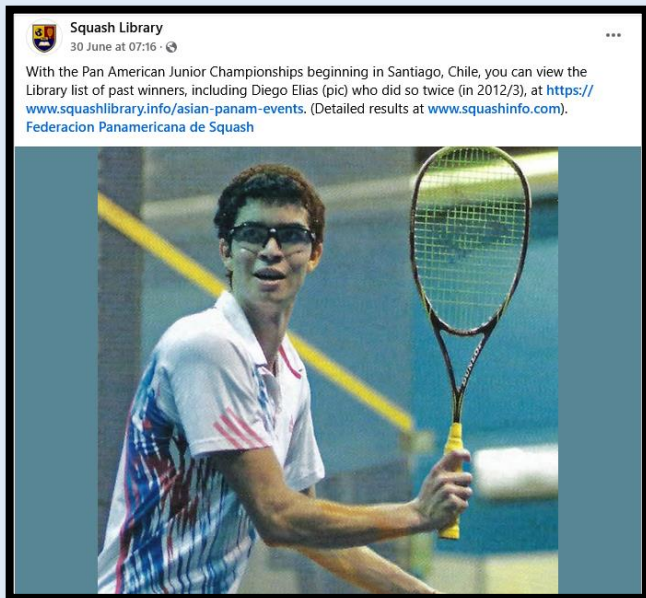 Squash Library
30 June at 07:16 ·
With the Pan American Junior Championships beginning in Santiago, Chile, you can view the
Library list of past winners, including Diego Elias (pic) who did so twice (in 2012/3), at https://
www.squashlibrary.info/asian-panam-events. (Detailed results at www.squashinfo.com).
Federacion Panamericana de Squash
DUNLOP